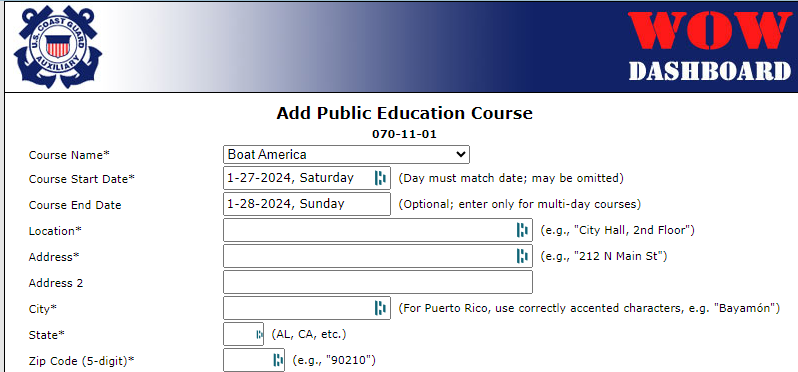 U.S. COAST GUARD
AUXILIARY
WOW
DASHBOARD
Add Public Education Course
070-11-01
Course Name* Boat America
Course Start Date* 1-27-2024, Saturday (Day must match date; may be omitted)
Course End Date 1-28-2024, Sunday (Optional; enter only for multi-day courses)
Location* (e.g., "City Hall, 2nd Floor")
Address* (e.g., "212 N Main St")
Address 2
City* (For Puerto Rico, use correctly accented characters, e.g. "Bayamón")
State* (AL, CA, etc.)
Zip Code (5-digit)* (e.g., "90210")